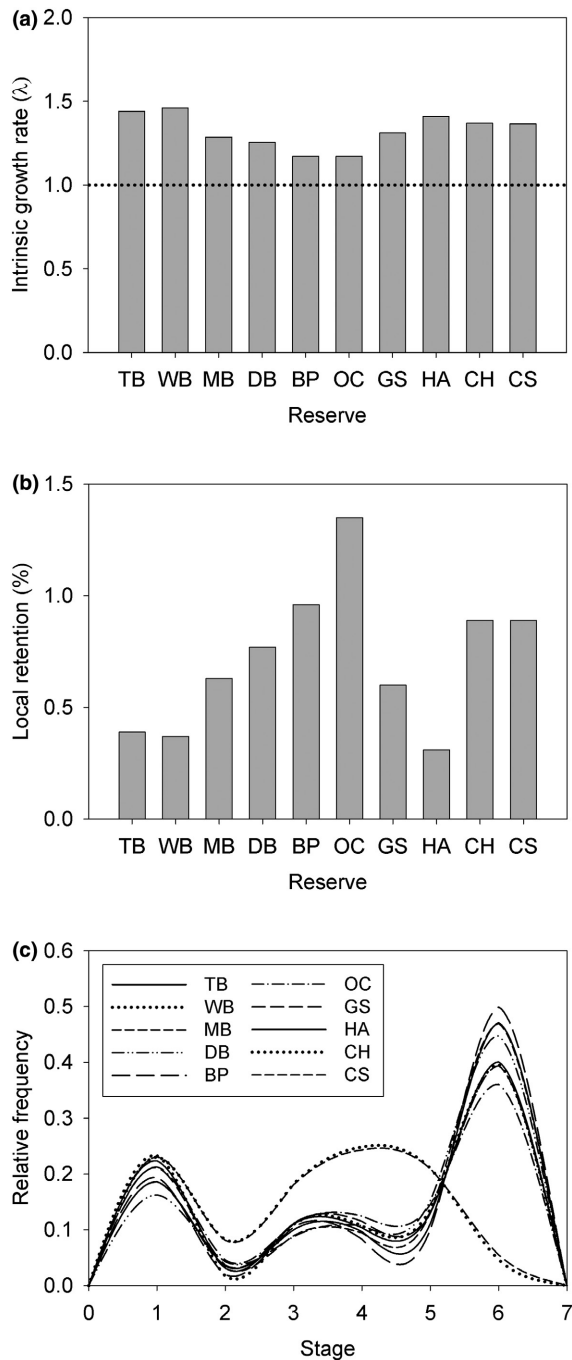 (a)
2.0
1.5
1.0
0.5
0.0
Intrinsic growth rate (λ)
TB WB MB DB BP OC GS HA CH CS
Reserve
(b)
1.5
1.0
0.5
0.0
Local retention (%)
TB WB MB DB BP OC GS HA CH CS
Reserve
(c)
0.6
0.5
0.4
0.3
0.2
0.1
0.0
Relative frequency
TB OC
WB GS
MB HA
DB CH
BP CS
0 1 2 3 4 5 6 7
Stage